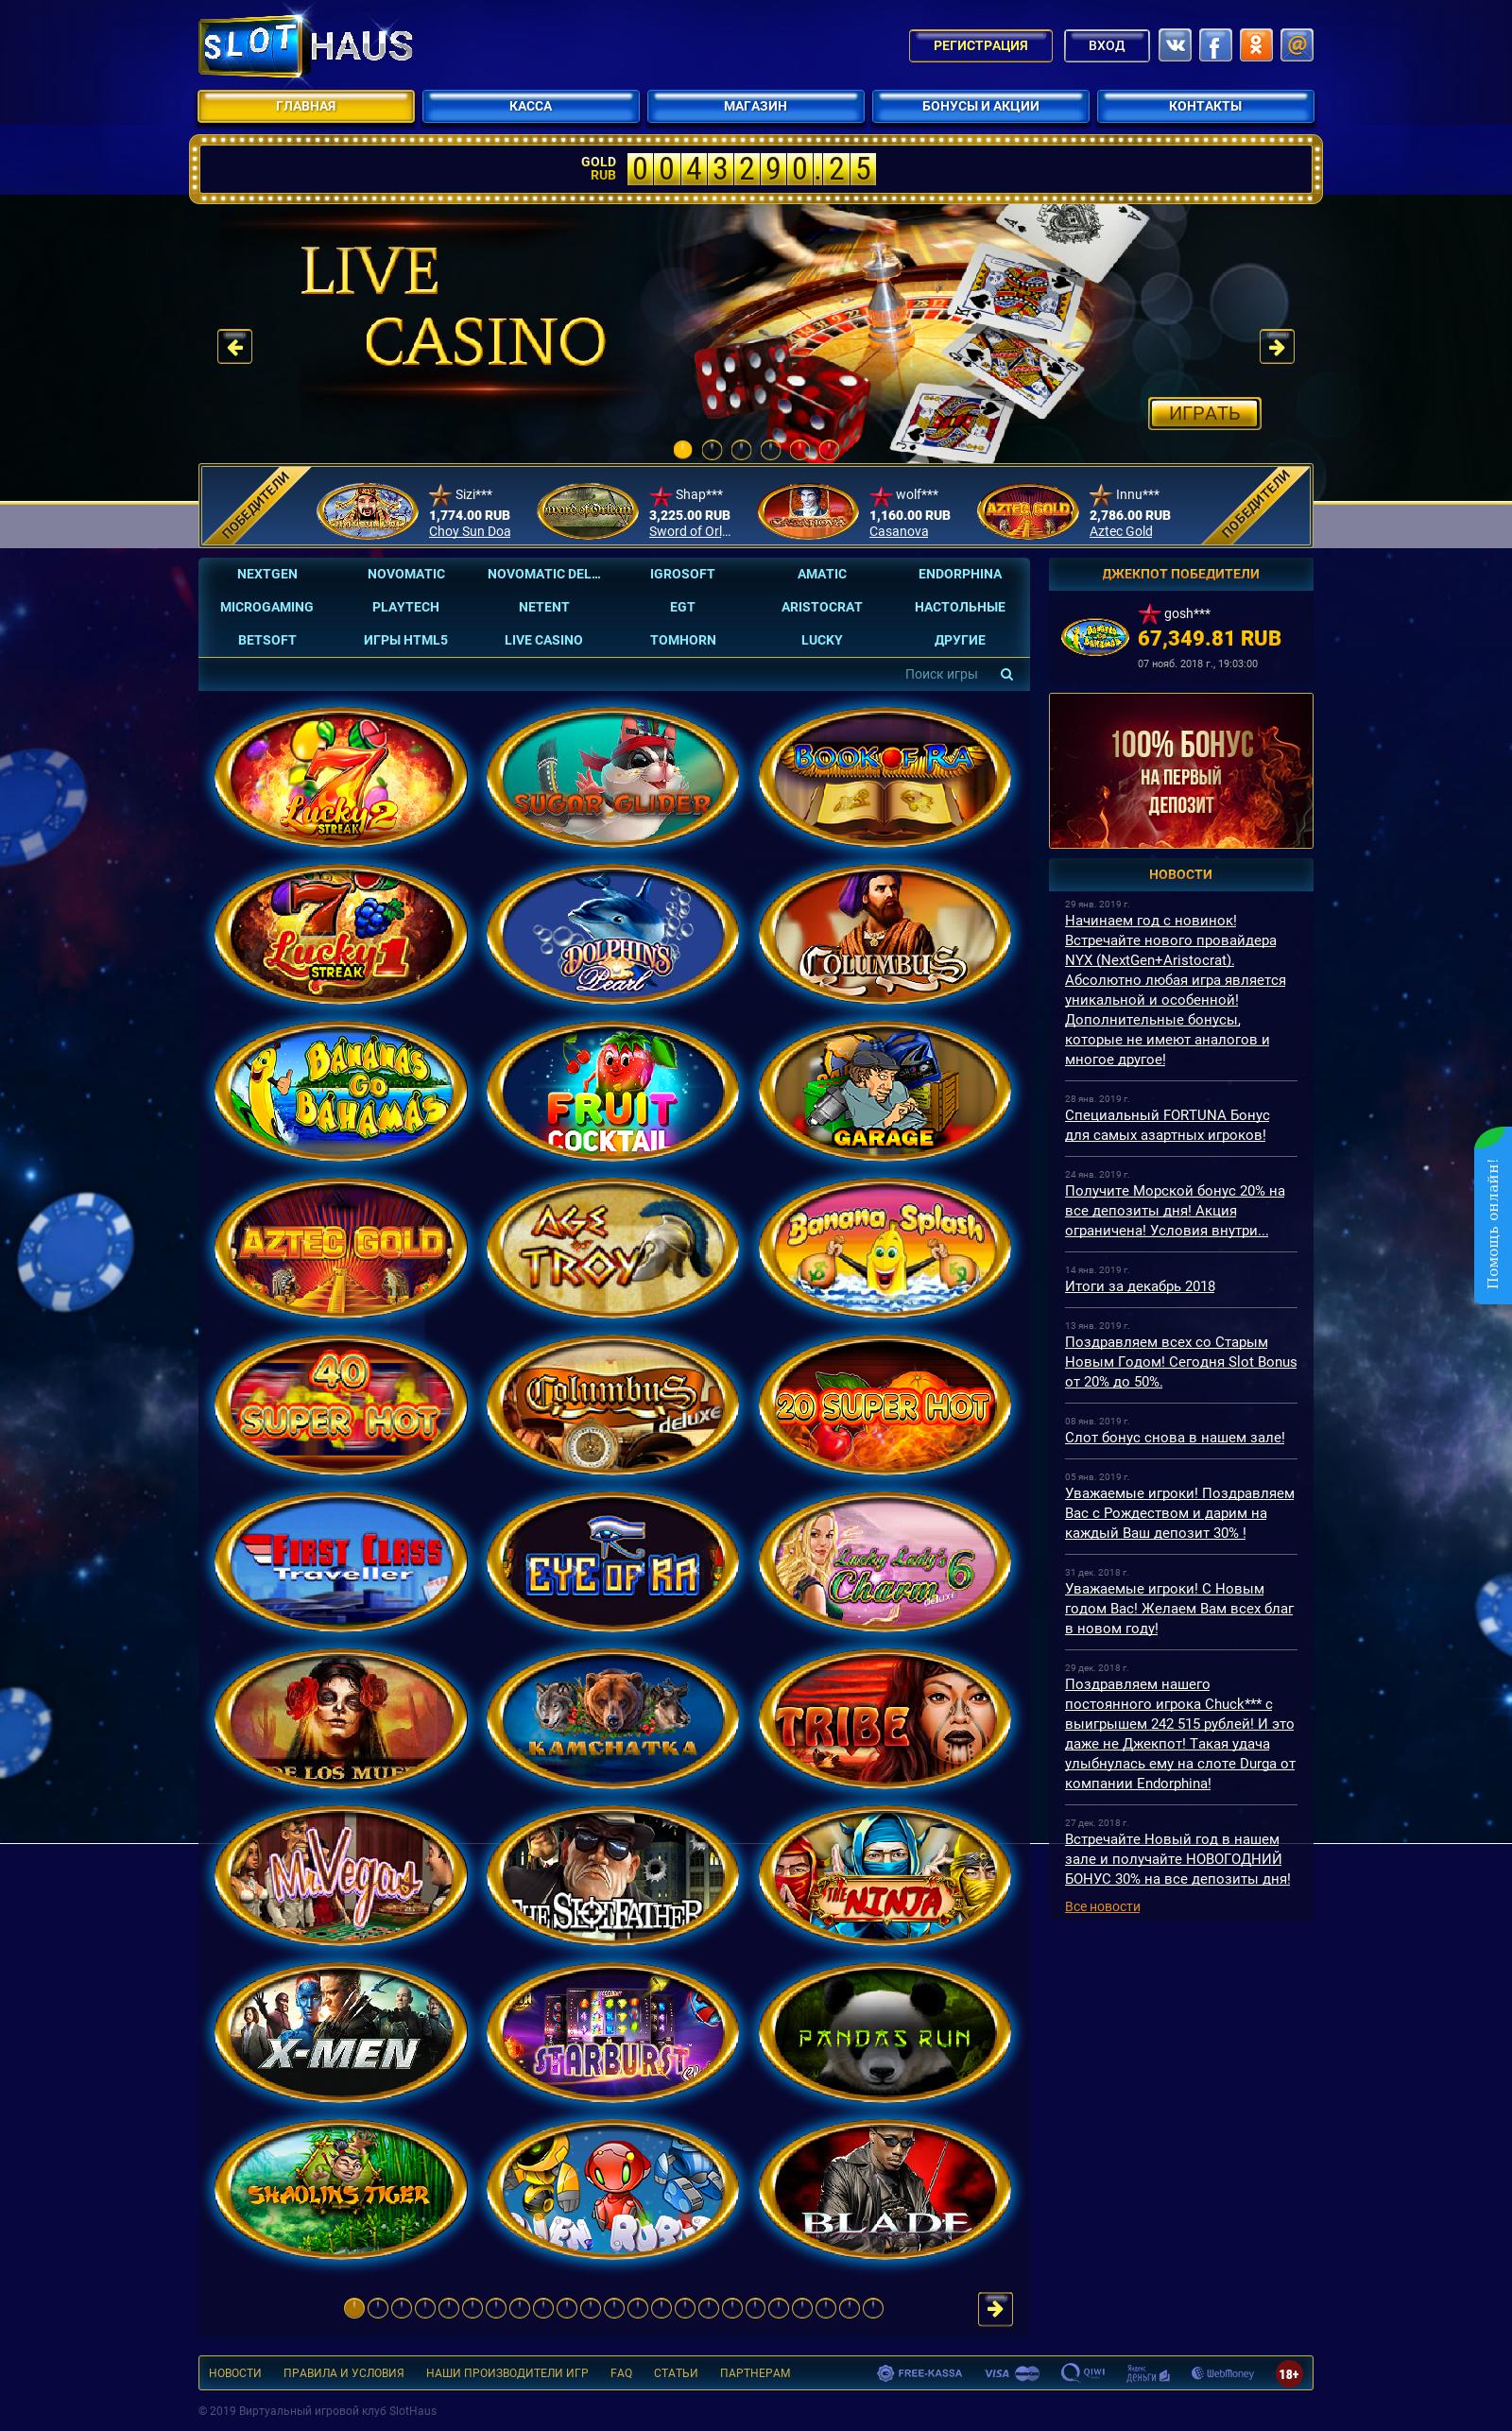 SLOT HAUS
РЕГИСТРАЦИЯ
ВХОД
ГЛАВНАЯ
КАССА
МАГАЗИН
БОНУСЫ И АКЦИИ
КОНТАКТЫ
GOLD
RUB
0043290.25
LIVE
CASINO
ИГРАТЬ
ПОБЕДИТЕЛИ
Sizi***
1,774.00 RUB
Choy Sun Doa
Shap***
3,225.00 RUB
Sword of Orl...
wolf***
1,160.00 RUB
Casanova
Innu***
2,786.00 RUB
Aztec Gold
ПОБЕДИТЕЛИ
NEXTGEN
NOVOMATIC
NOVOMATIC DEL...
IGROSOFT
AMATIC
ENDORPHINA
MICROGAMING
PLAYTECH
NETENT
EGT
ARISTOCRAT
НАСТОЛЬНЫЕ
BETSOFT
ИГРЫ HTML5
LIVE CASINO
TOMHORN
LUCKY
ДРУГИЕ
Поиск игры
Lucky 2
STREAK
SUGAR GLIDER
BOOK OF RA
Lucky 1
STREAK
DOLPHIN'S
Pearl
COLUMBUS
BANANAS
GO
BAHAMAS
FRUIT
COCKTAIL
GARAGE
AZTEC GOLD
AGE OF
TROY
Banana Splash
40
SUPER HOT
Columbus
deluxe
20 SUPER HOT
FIRST CLASS
Traveller
EYE OF RA
Lucky Lady's
Charm 6
deluxe
DE LOS MUE
KAMCHATKA
TRIBE
Mr. Vegas
THE SLOTFATHER
THE NINJA
X-MEN
STARBURST
PANDAS RUN
SHAOLINS TIGER
BLADE
ДЖЕКПОТ ПОБЕДИТЕЛИ
gosh***
67,349.81 RUB
07 нояб. 2018 г., 19:03:00
100% БОНУС
НА ПЕРВЫЙ
ДЕПОЗИТ
НОВОСТИ
29 янв. 2019 г.
Начинаем год с новинок!
Встречайте нового провайдера
NYX (NextGen+Aristocrat).
Абсолютно любая игра является
уникальной и особенной!
Дополнительные бонусы,
которые не имеют аналогов и
многое другое!
28 янв. 2019 г.
Специальный FORTUNA Бонус
для самых азартных игроков!
24 янв. 2019 г.
Получите Морской бонус 20% на
все депозиты дня! Акция
ограничена! Условия внутри...
14 янв. 2019 г.
Итоги за декабрь 2018
13 янв. 2019 г.
Поздравляем всех со Старым
Новым Годом! Сегодня Slot Bonus
от 20% до 50%.
08 янв. 2019 г.
Слот бонус снова в нашем зале!
05 янв. 2019 г.
Уважаемые игроки! Поздравляем
Вас с Рождеством и дарим на
каждый Ваш депозит 30% !
31 дек. 2018 г.
Уважаемые игроки! С Новым
годом Вас! Желаем Вам всех благ
в новом году!
29 дек. 2018 г.
Поздравляем нашего
постоянного игрока Chuck*** с
выигрышем 242 515 рублей! И это
даже не Джекпот! Такая удача
улыбнулась ему на слоте Durga от
компании Endorphina!
27 дек. 2018 г.
Встречайте Новый год в нашем
зале и получайте НОВОГОДНИЙ
БОНУС 30% на все депозиты дня!
Все новости
Помощь онлайн!
НОВОСТИ
ПРАВИЛА И УСЛОВИЯ
НАШИ ПРОИЗВОДИТЕЛИ ИГР
FAQ
СТАТЬИ
ПАРТНЕРАМ
FREE-KASSA
VISA
QIWI
Яндекс
ДЕНЬГИ
WebMoney
18+
© 2019 Виртуальный игровой клуб SlotHaus